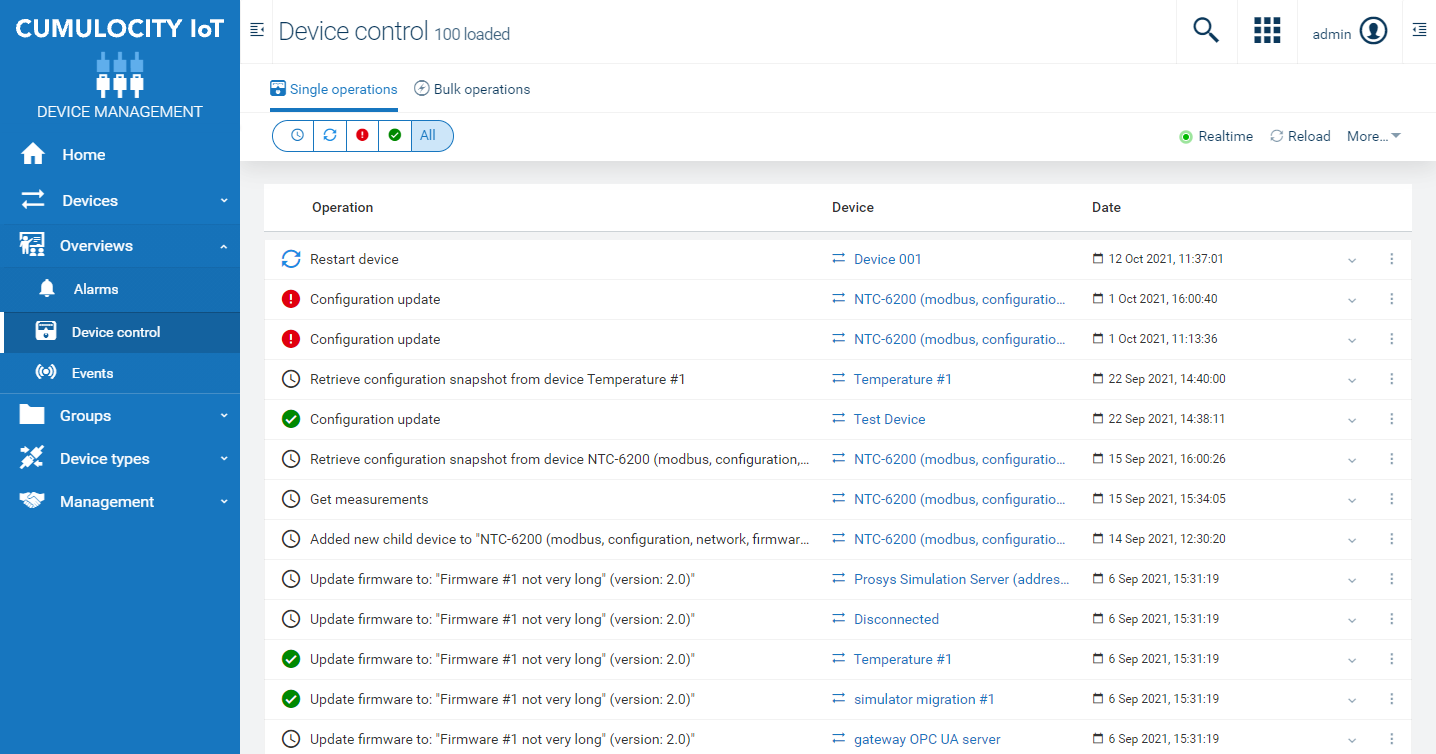 CUMULOCITY IoT
DEVICE MANAGEMENT
Home
Devices
Overviews
Alarms
Device control
Events
Groups
Device types
Management
Device control 100 loaded
admin
Single operations Bulk operations
All
Realtime Reload More...
Operation Device Date
Restart device Device 001 12 Oct 2021, 11:37:01
Configuration update NTC-6200 (modbus, configuratio... 1 Oct 2021, 16:00:40
Configuration update NTC-6200 (modbus, configuratio... 1 Oct 2021, 11:13:36
Retrieve configuration snapshot from device Temperature #1 Temperature #1 22 Sep 2021, 14:40:00
Configuration update Test Device 22 Sep 2021, 14:38:11
Retrieve configuration snapshot from device NTC-6200 (modbus, configuration,... NTC-6200 (modbus, configuratio... 15 Sep 2021, 16:00:26
Get measurements NTC-6200 (modbus, configuratio... 15 Sep 2021, 15:34:05
Added new child device to "NTC-6200 (modbus, configuration, network, firmwar... NTC-6200 (modbus, configuratio... 14 Sep 2021, 12:30:20
Update firmware to: "Firmware #1 not very long" (version: 2.0)" Prosys Simulation Server (addres... 6 Sep 2021, 15:31:19
Update firmware to: "Firmware #1 not very long" (version: 2.0)" Disconnected 6 Sep 2021, 15:31:19
Update firmware to: "Firmware #1 not very long" (version: 2.0)" Temperature #1 6 Sep 2021, 15:31:19
Update firmware to: "Firmware #1 not very long" (version: 2.0)" simulator migration #1 6 Sep 2021, 15:31:19
Update firmware to: "Firmware #1 not very long" (version: 2.0)" gateway OPC UA server 6 Sep 2021, 15:31:19